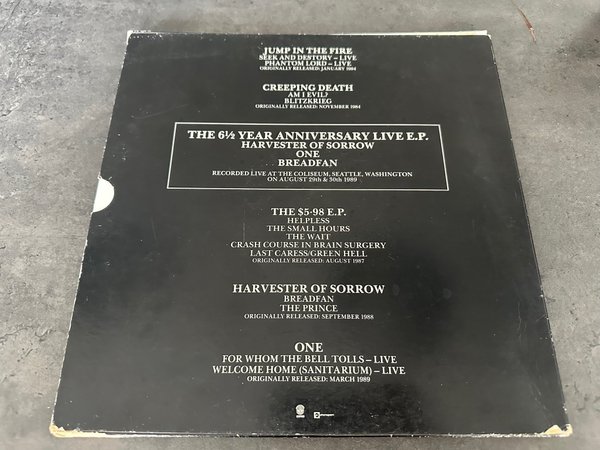 JUMP IN THE FIRE
SEEK AND DESTORY – LIVE
PHANTOM LORD – LIVE
ORIGINALLY RELEASED: JANUARY 1984
CREEPING DEATH
AM I EVIL?
BLITZKRIEG
ORIGINALLY RELEASED: NOVEMBER 1984
THE 6½ YEAR ANNIVERSARY LIVE E.P.
HARVESTER OF SORROW
ONE
BREADFAN
RECORDED LIVE AT THE COLISEUM, SEATTLE, WASHINGTON
ON AUGUST 29th & 30th 1989
THE $5·98 E.P.
HELPLESS
THE SMALL HOURS
THE WAIT
CRASH COURSE IN BRAIN SURGERY
LAST CARESS/GREEN HELL
ORIGINALLY RELEASED: AUGUST 1987
HARVESTER OF SORROW
BREADFAN
THE PRINCE
ORIGINALLY RELEASED: SEPTEMBER 1988
ONE
FOR WHOM THE BELL TOLLS – LIVE
WELCOME HOME (SANITARIUM) – LIVE
ORIGINALLY RELEASED: MARCH 1989